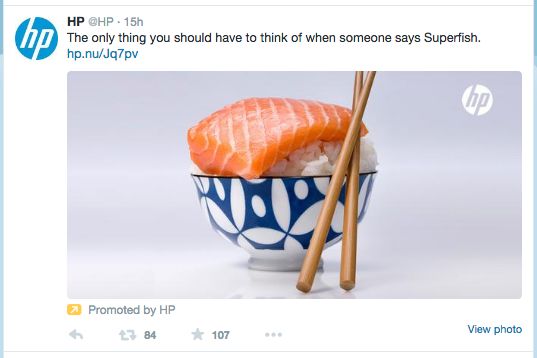 hp
HP @HP · 15h
The only thing you should have to think of when someone says Superfish.
hp.nu/Jq7pv
hp
Promoted by HP
84 107
View photo